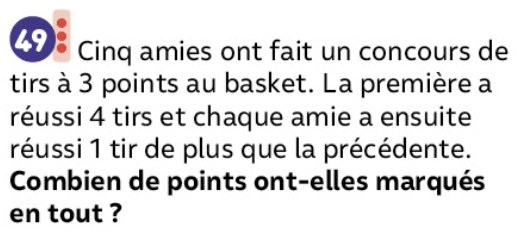 49 Cinq amies ont fait un concours de
tirs à 3 points au basket. La première a
réussi 4 tirs et chaque amie a ensuite
réussi 1 tir de plus que la précédente.
Combien de points ont-elles marqués
en tout ?